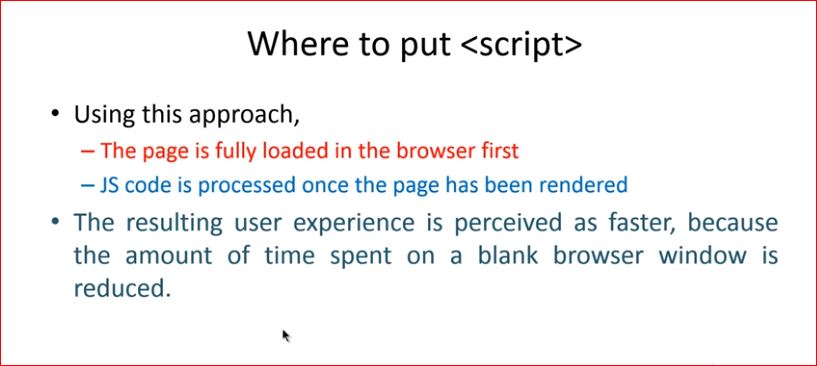 Where to put <script>
• Using this approach,
– The page is fully loaded in the browser first
– JS code is processed once the page has been rendered
• The resulting user experience is perceived as faster, because
the amount of time spent on a blank browser window is
reduced.